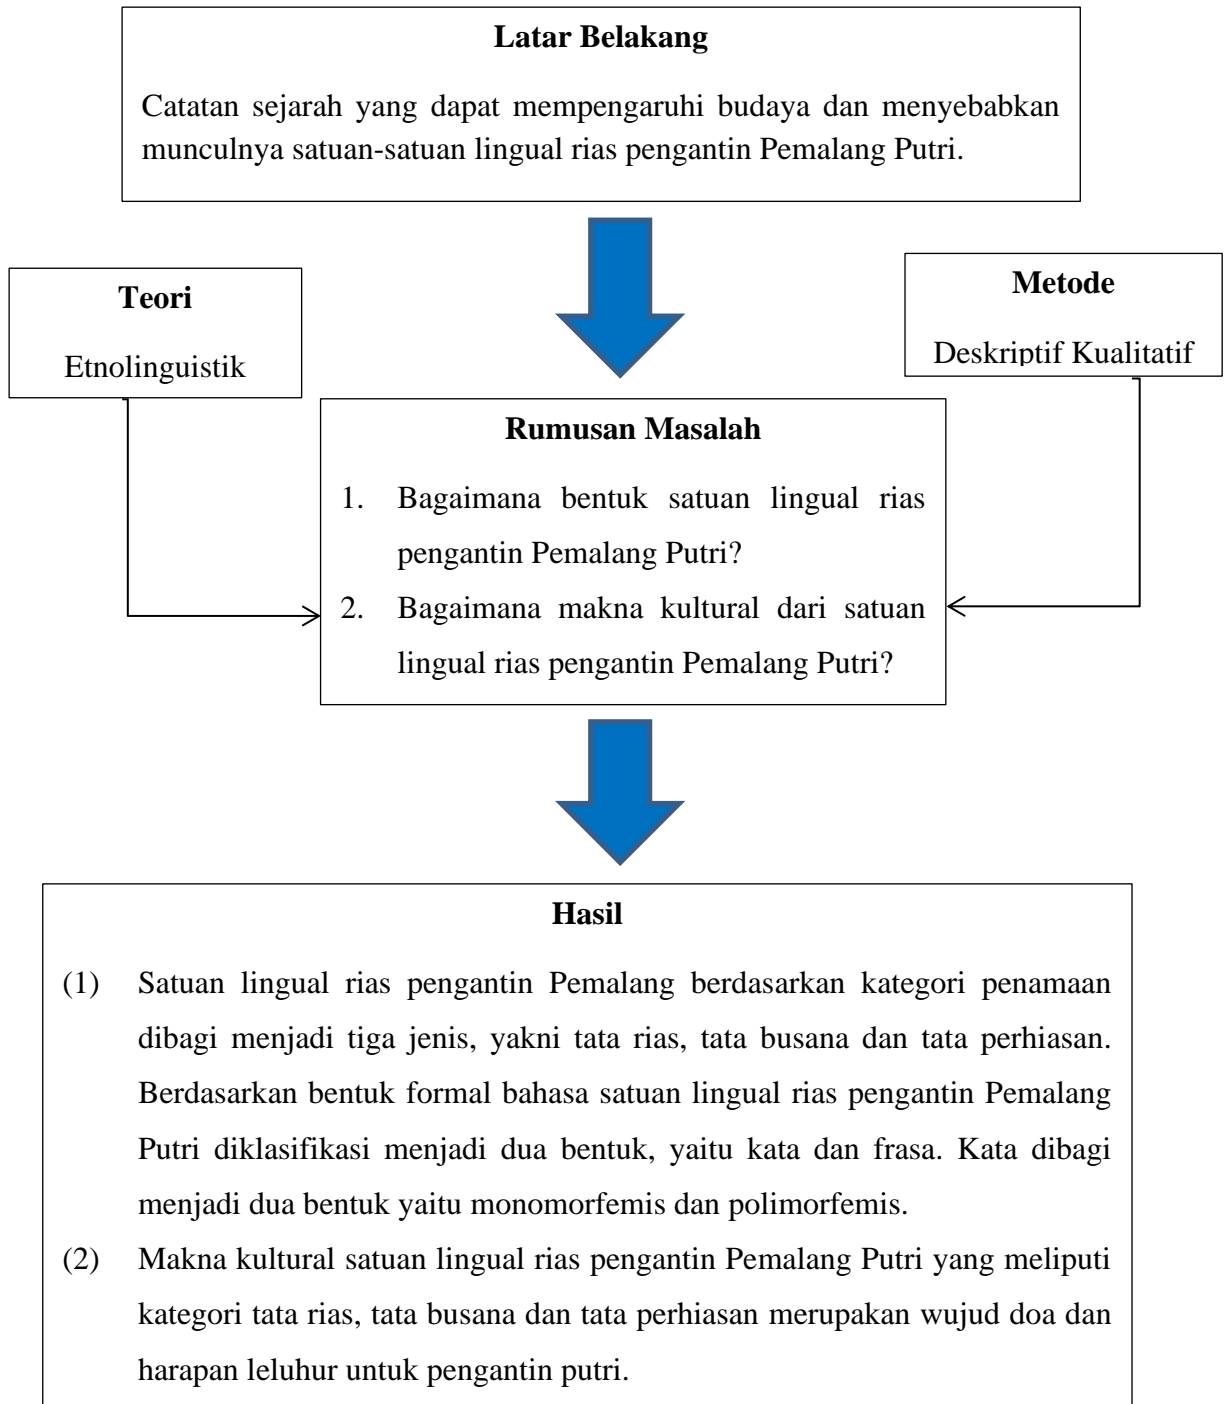 Latar Belakang
Catatan sejarah yang dapat mempengaruhi budaya dan menyebabkan
munculnya satuan-satuan lingual rias pengantin Pemalang Putri.
Teori
Etnolinguistik
Metode
Deskriptif Kualitatif
Rumusan Masalah
1. Bagaimana bentuk satuan lingual rias
pengantin Pemalang Putri?
2. Bagaimana makna kultural dari satuan
lingual rias pengantin Pemalang Putri?
Hasil
(1) Satuan lingual rias pengantin Pemalang berdasarkan kategori penamaan
dibagi menjadi tiga jenis, yakni tata rias, tata busana dan tata perhiasan.
Berdasarkan bentuk formal bahasa satuan lingual rias pengantin Pemalang
Putri diklasifikasi menjadi dua bentuk, yaitu kata dan frasa. Kata dibagi
menjadi dua bentuk yaitu monomorfemis dan polimorfemis.
(2) Makna kultural satuan lingual rias pengantin Pemalang Putri yang meliputi
kategori tata rias, tata busana dan tata perhiasan merupakan wujud doa dan
harapan leluhur untuk pengantin putri.